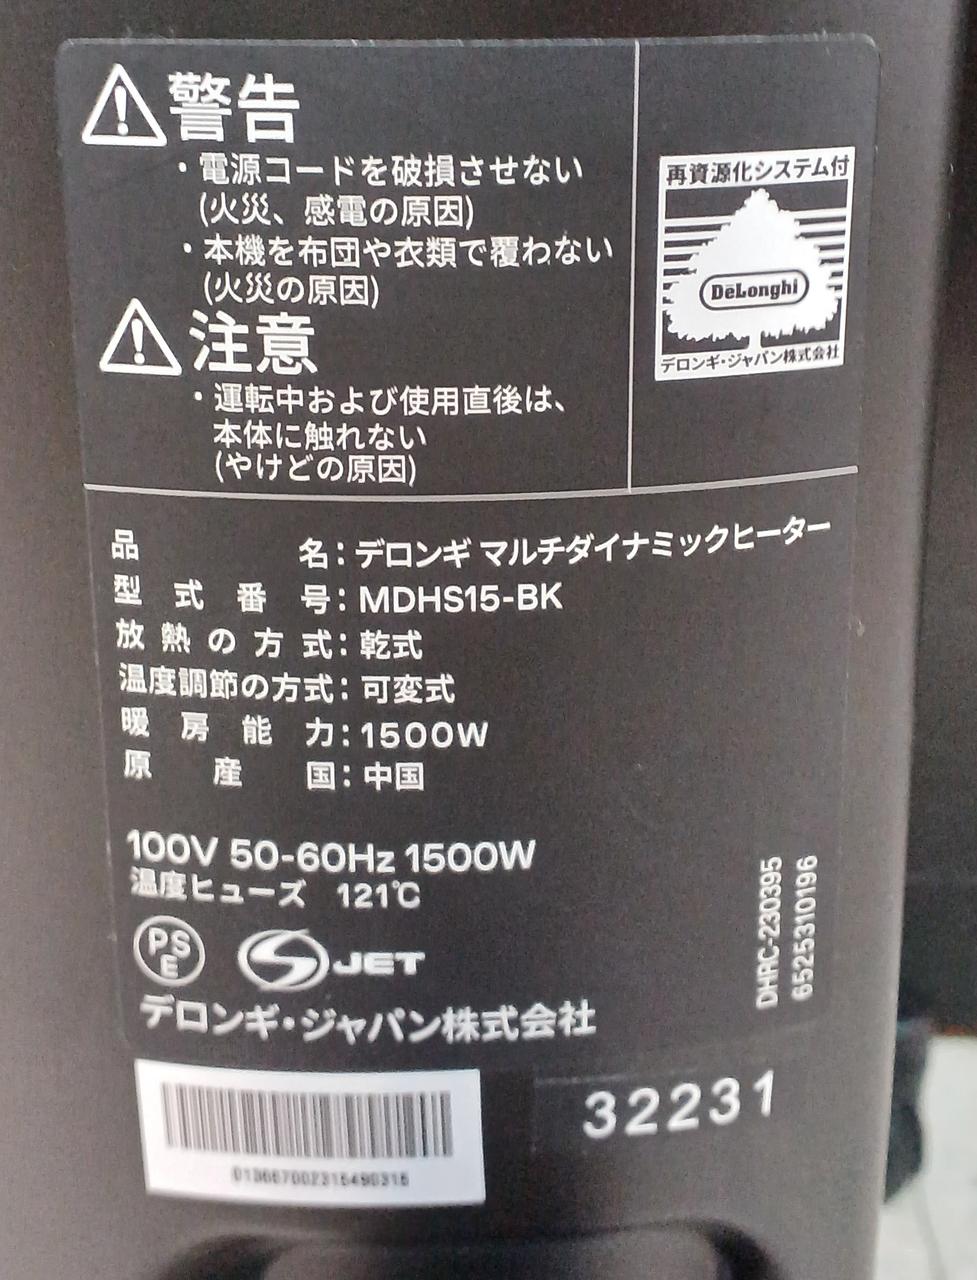 警告
・電源コードを破損させない
(火災、感電の原因)
・本機を布団や衣類で覆わない
(火災の原因)
注意
・運転中および使用直後は、
本体に触れない
(やけどの原因)
再資源化システム付
DeLonghi
デロンギ・ジャパン株式会社
品名：デロンギ マルチダイナミックヒーター
型式番号：MDHS15-BK
放熱の方式：乾式
温度調節の方式：可変式
暖房能力：1500W
原産国：中国
100V 50-60Hz 1500W
温度ヒューズ 121℃
PS
E
JET
デロンギ・ジャパン株式会社
DHRC-230395
6525310196
32231